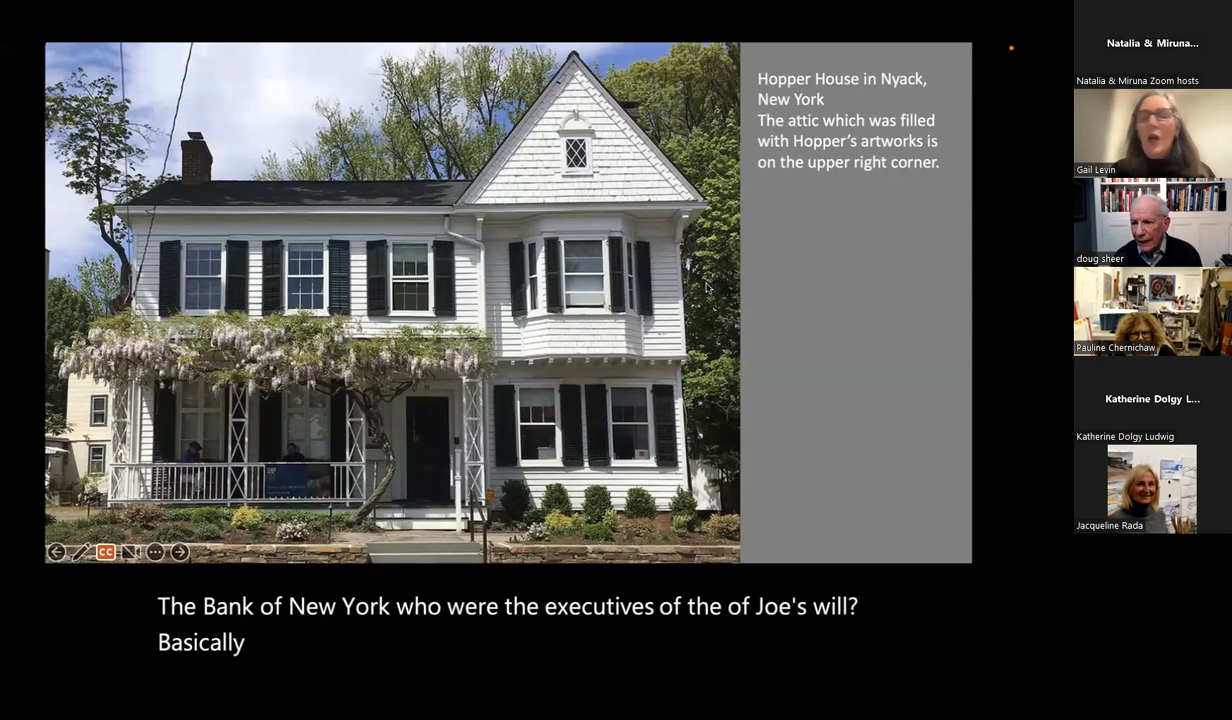 Hopper House in Nyack,
New York
The attic which was filled
with Hopper’s artworks is
on the upper right corner.
CC
The Bank of New York who were the executives of the of Joe's will?
Basically
Natalia & Miruna...
Natalia & Miruna Zoom hosts
Gail Levin
doug sheer
Pauline Chernichaw
Katherine Dolgy L...
Katherine Dolgy Ludwig
Jacqueline Rada